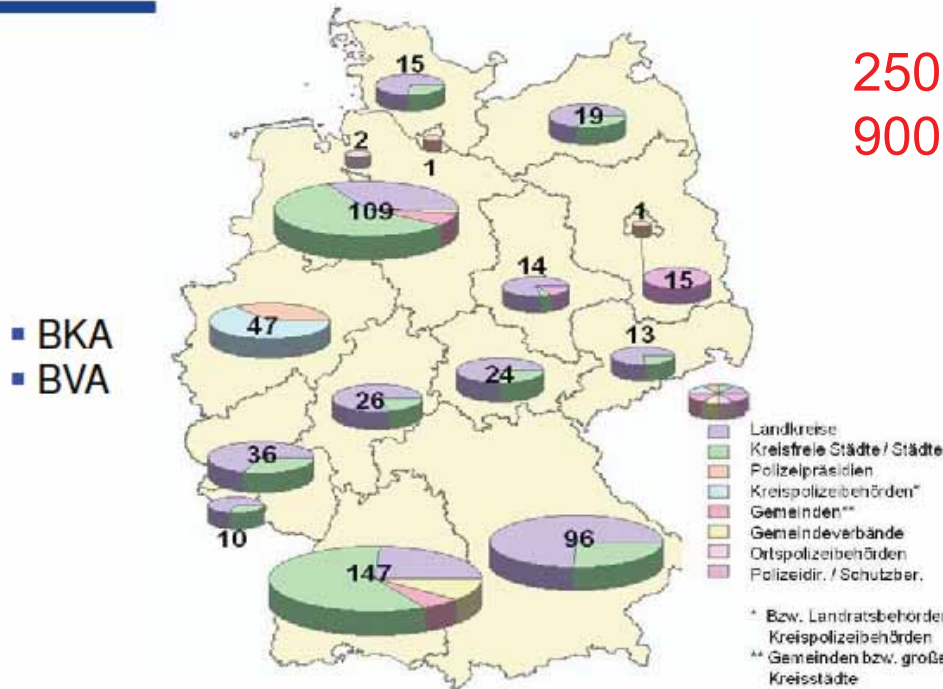 15
19
250
900
2
1
109
1
14
15
47
13
▪ BKA
▪ BVA
24
26
36
10
96
147
Landkreise
Kreisfreie Städte / Städte
Polizeipräsidien
Kreispolizeibehörden*
Gemeinden**
Gemeindeverbände
Ortspolizeibehörden
Polizeidir. / Schutzber.
* Bzw. Landratsbehörden
Kreispolizeibehörden
** Gemeinden bzw. große
Kreisstädte